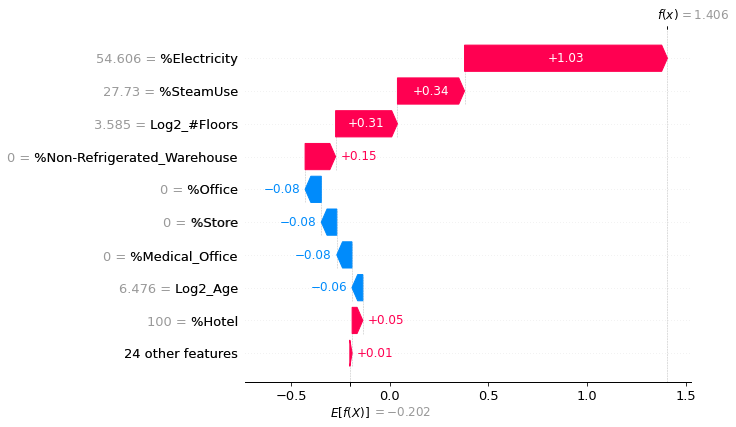 f(x) = 1.406
54.606 = %Electricity
+1.03
27.73 = %SteamUse
+0.34
3.585 = Log2_#Floors
+0.31
0 = %Non-Refrigerated_Warehouse
+0.15
0 = %Office
−0.08
0 = %Store
−0.08
0 = %Medical_Office
−0.08
6.476 = Log2_Age
−0.06
100 = %Hotel
+0.05
24 other features
+0.01
−0.5 0.0 0.5 1.0 1.5
E[f(X)] = −0.202